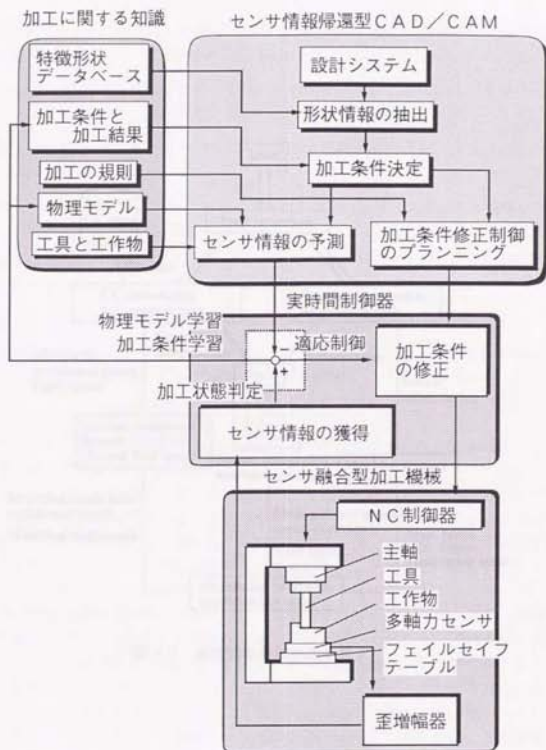 加工に関する知識
特徴形状
データベース
加工条件と
加工結果
加工の規則
物理モデル
工具と工作物
センサ情報帰還型CAD/CAM
設計システム
形状情報の抽出
加工条件決定
センサ情報の予測
加工条件修正制御
のプランニング
実時間制御器
物理モデル学習
加工条件学習
−
適応制御
+
加工状態判定
加工条件
の修正
センサ情報の獲得
センサ融合型加工機械
NC制御器
主軸
工具
工作物
多軸力センサ
フェイルセイフ
テーブル
歪増幅器